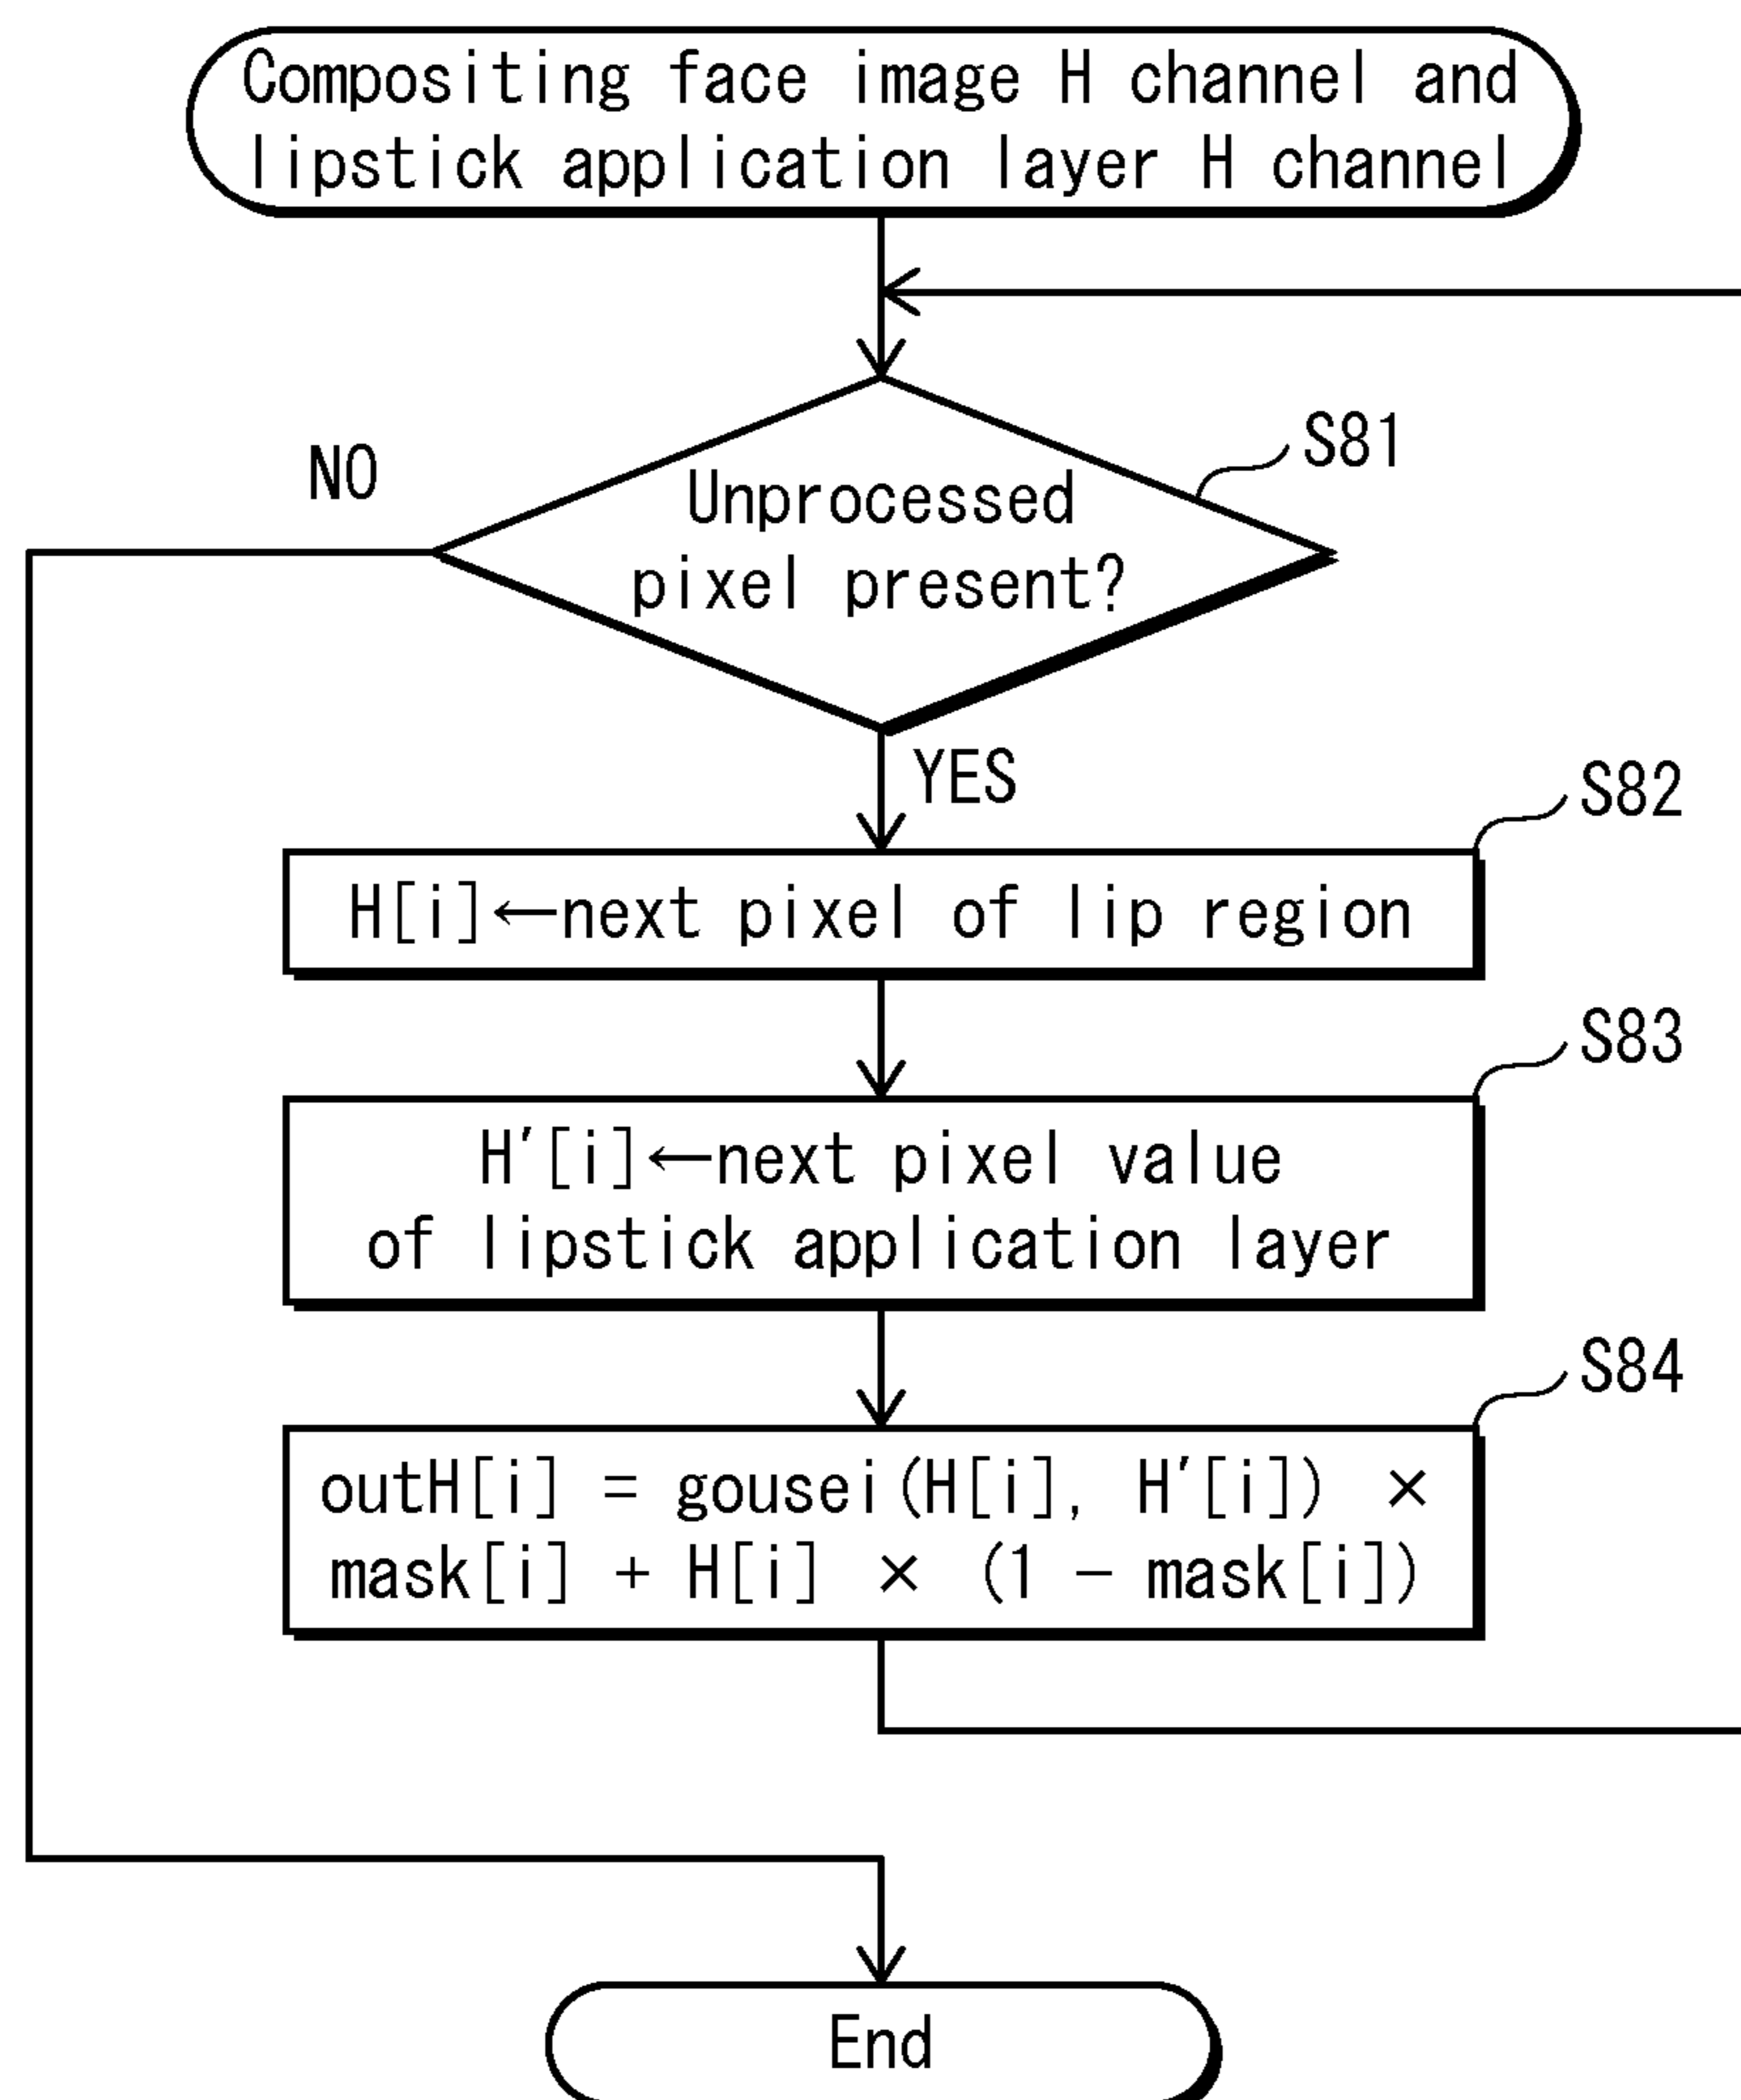 Compositing face image H channel and
lipstick application layer H channel
S81
NO
Unprocessed
pixel present?
YES
S82
H[i]←next pixel of lip region
S83
H'[i]←next pixel value
of lipstick application layer
S84
outH[i] = gousei(H[i], H'[i]) ×
mask[i] + H[i] × (1 − mask[i])
End